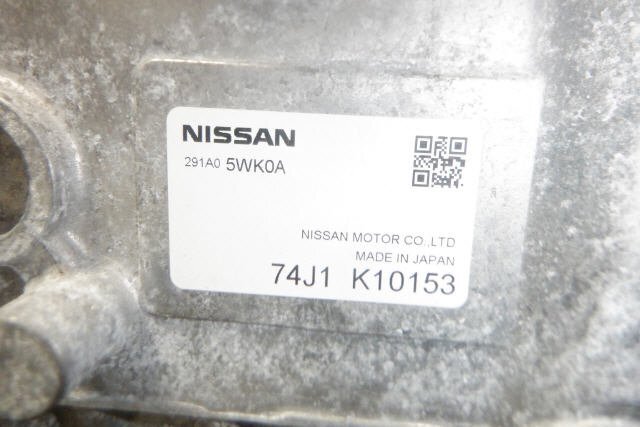 NISSAN
291A0 5WK0A
NISSAN MOTOR CO.,LTD
MADE IN JAPAN
74J1 K10153